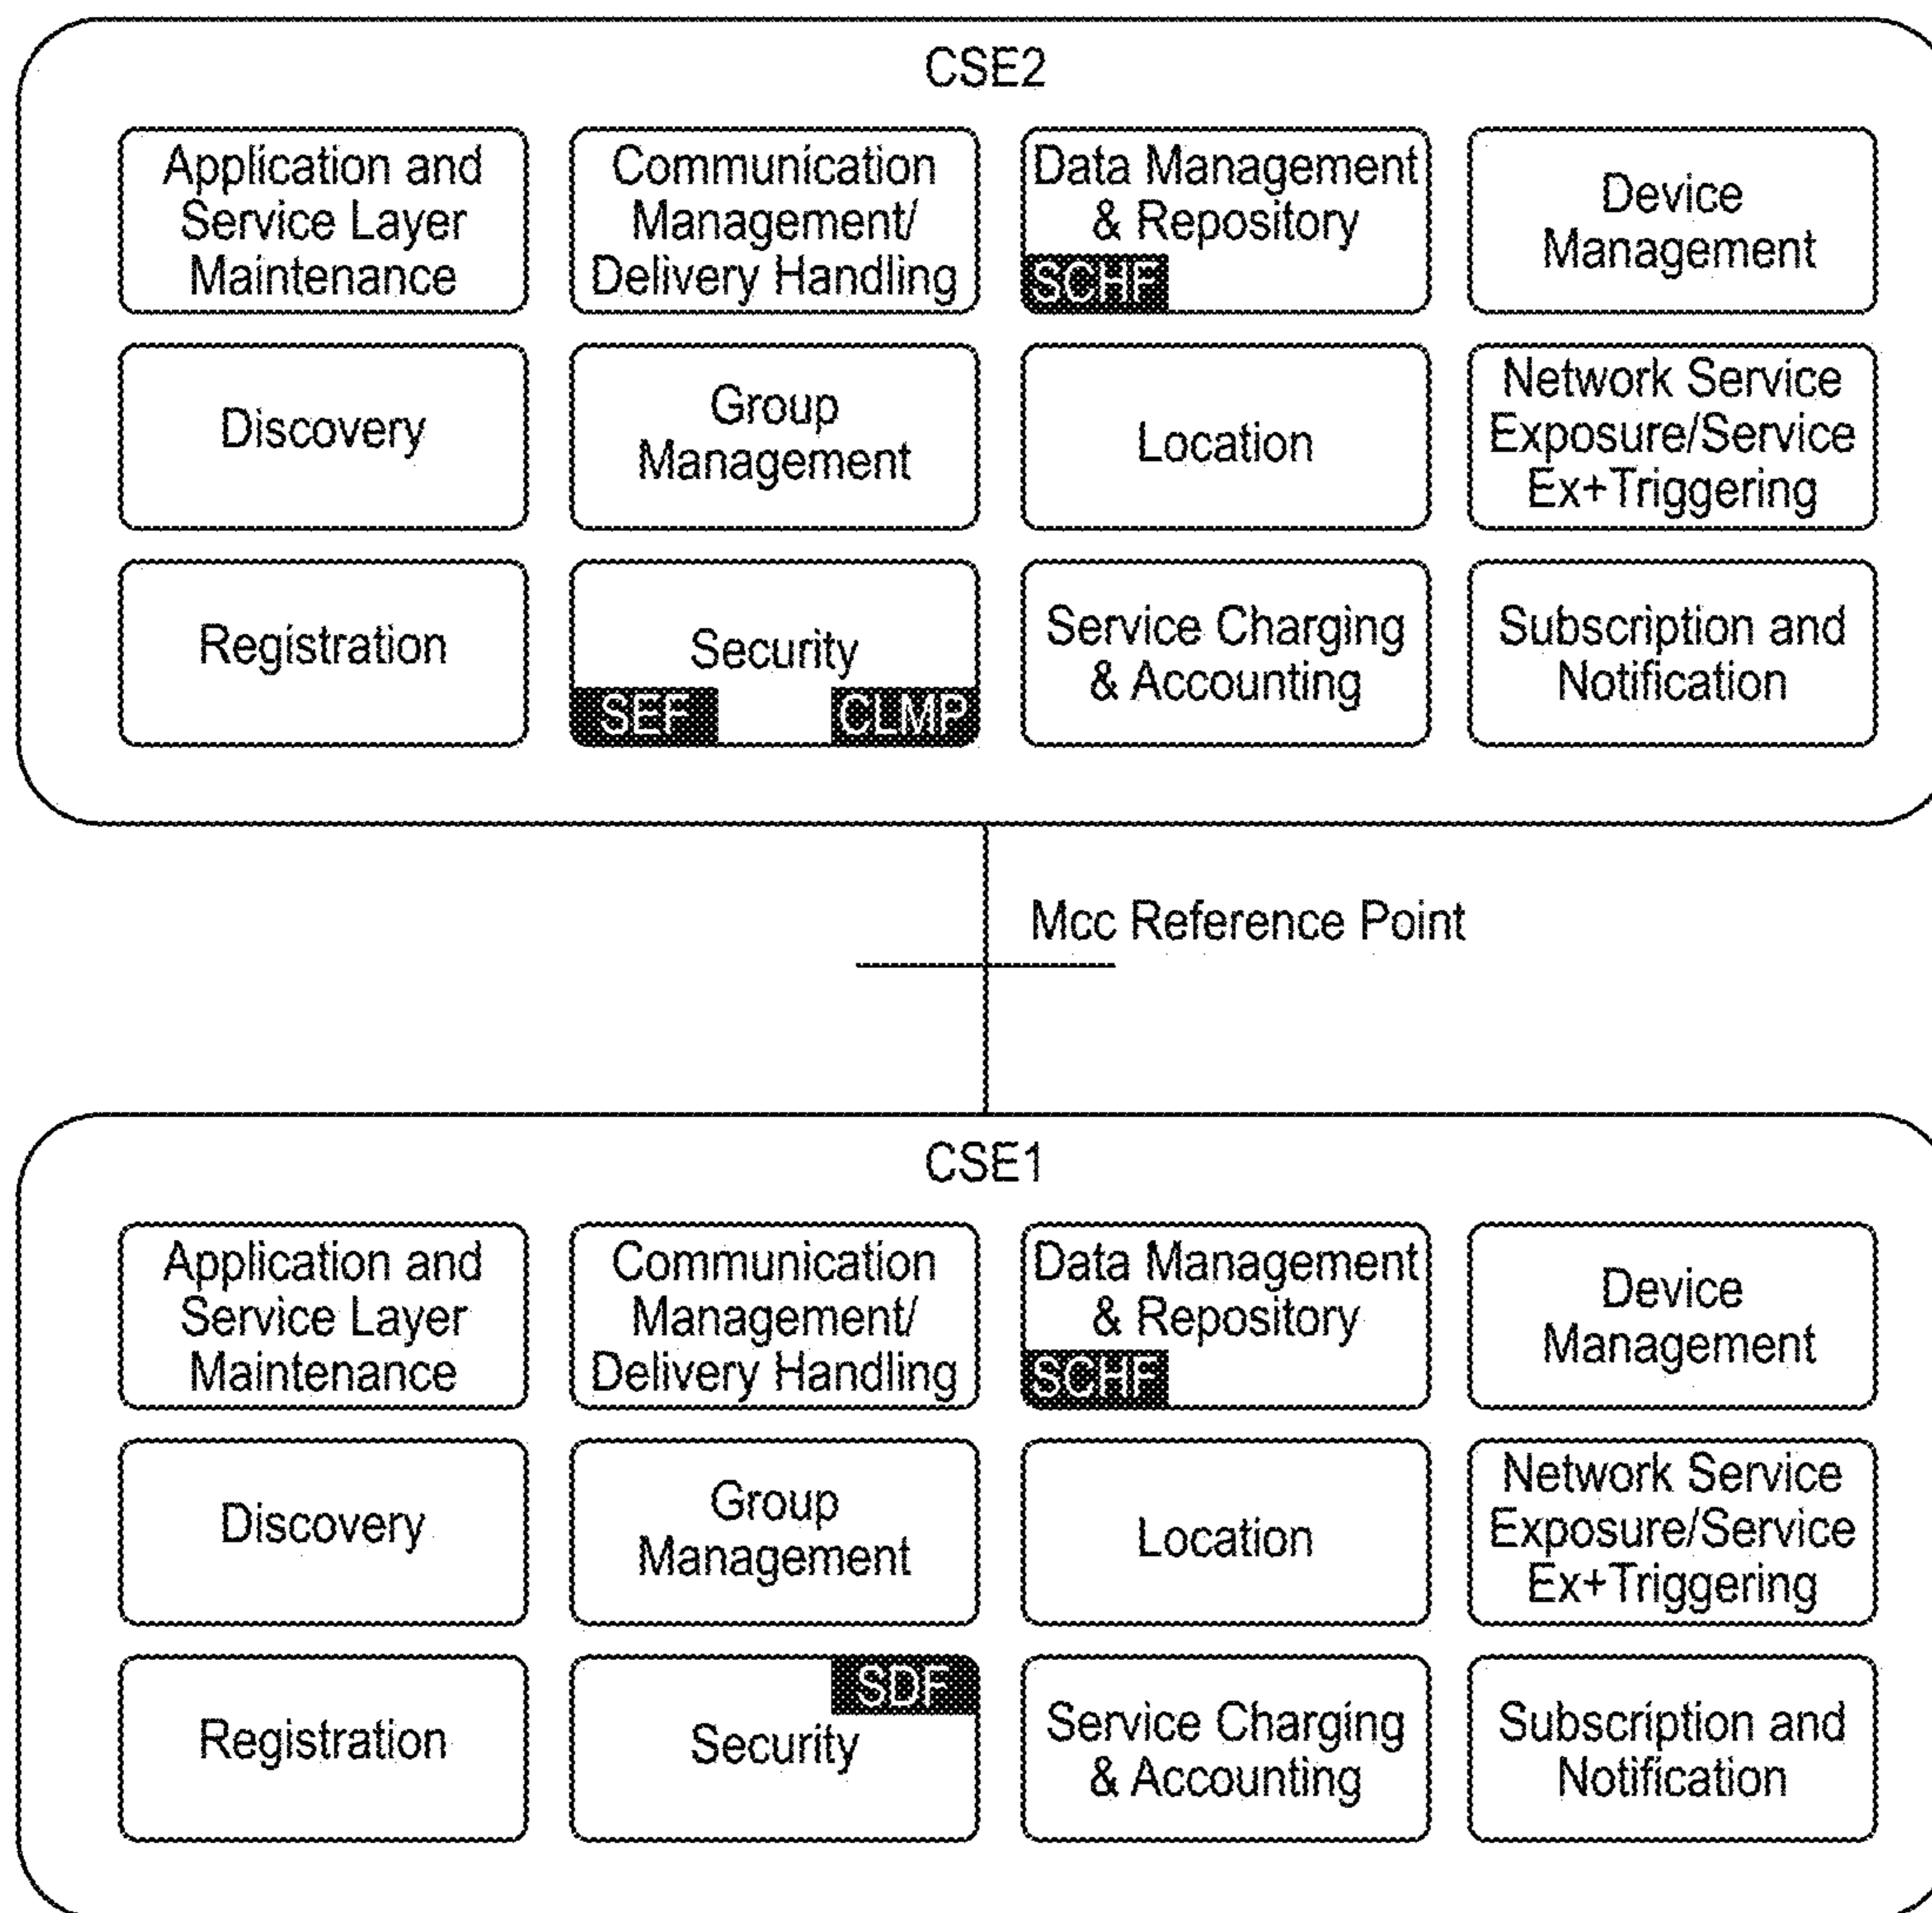 CSE2
Application and
Service Layer
Maintenance
Communication
Management/
Delivery Handling
Data Management
& Repository
SCHF
Device
Management
Discovery
Group
Management
Location
Network Service
Exposure/Service
Ex+Triggering
Registration
Security
SEF
CLMP
Service Charging
& Accounting
Subscription and
Notification
Mcc Reference Point
CSE1
Application and
Service Layer
Maintenance
Communication
Management/
Delivery Handling
Data Management
& Repository
SCHF
Device
Management
Discovery
Group
Management
Location
Network Service
Exposure/Service
Ex+Triggering
Registration
SDF
Security
Service Charging
& Accounting
Subscription and
Notification